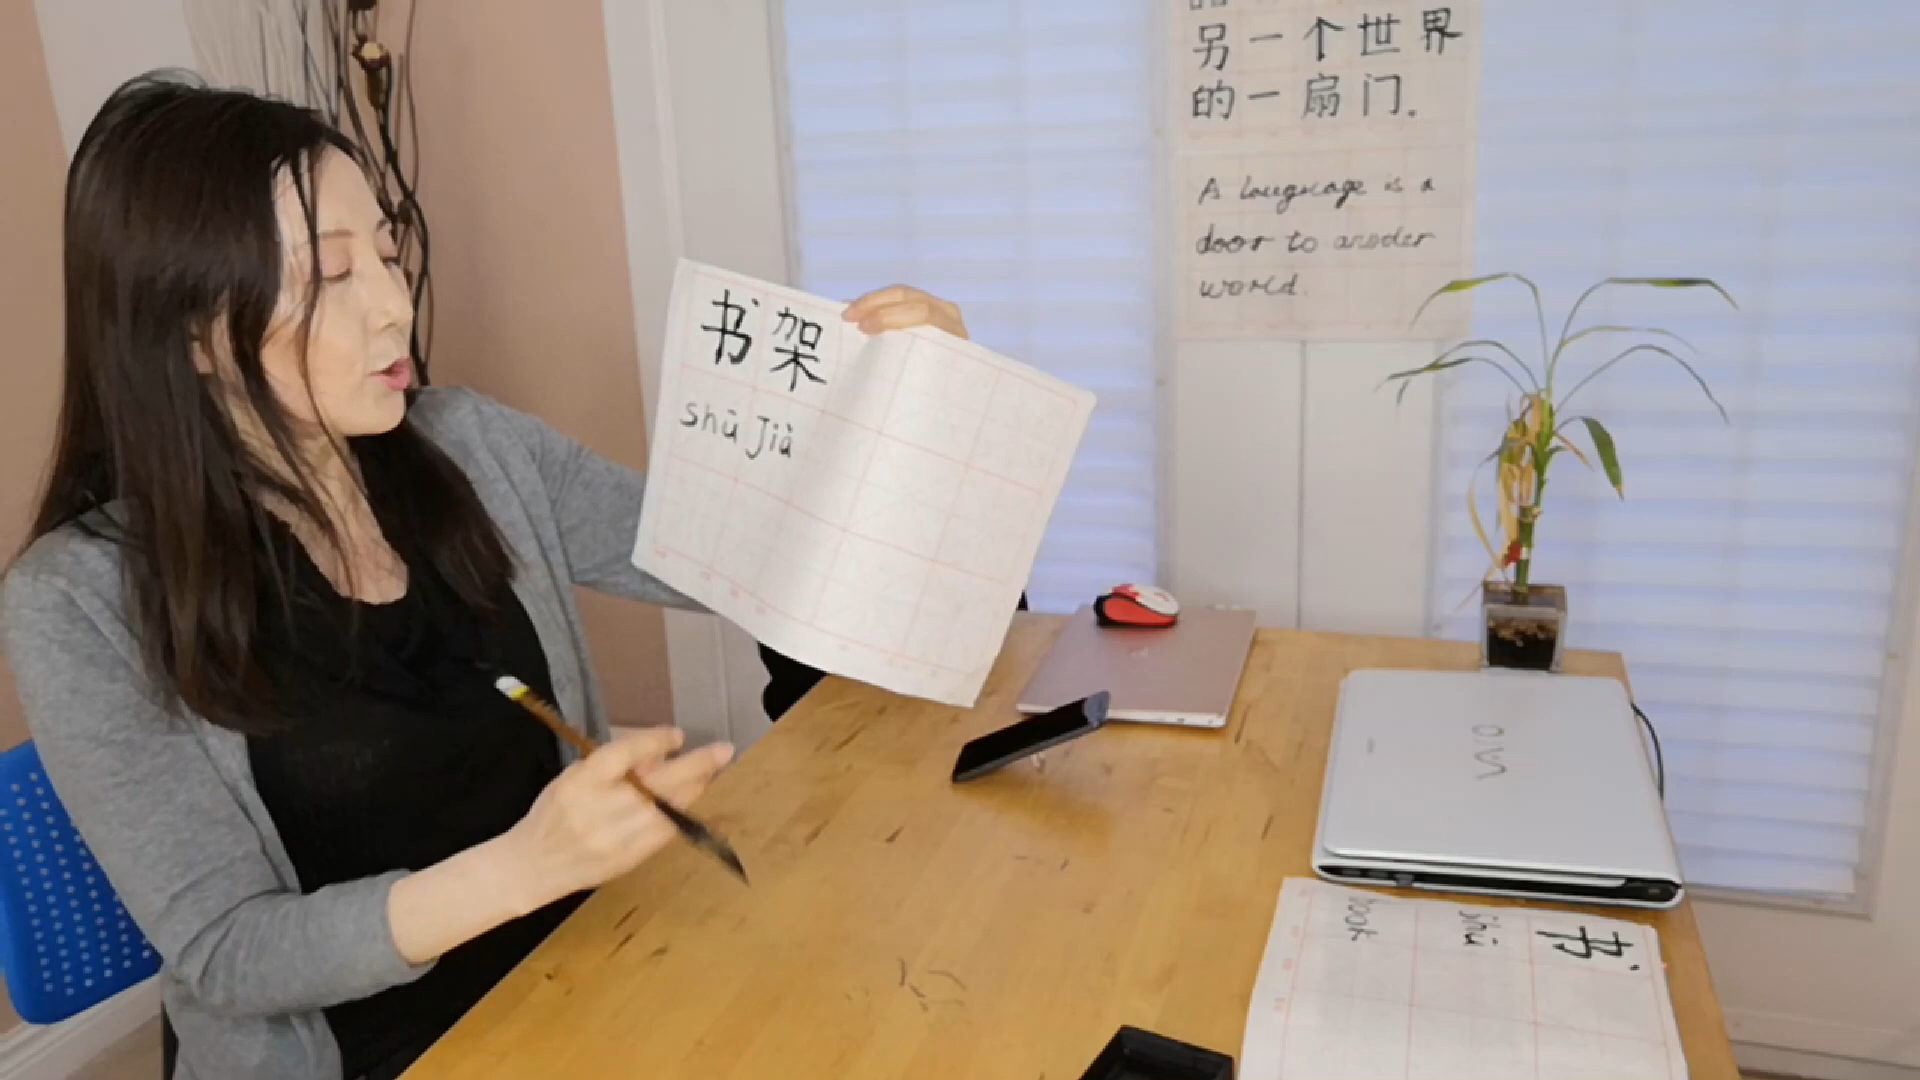 另一个世界
的一扇门.
A language is a
door to anoder
world.
书架
shū Jià
VAIO
书
shū
book